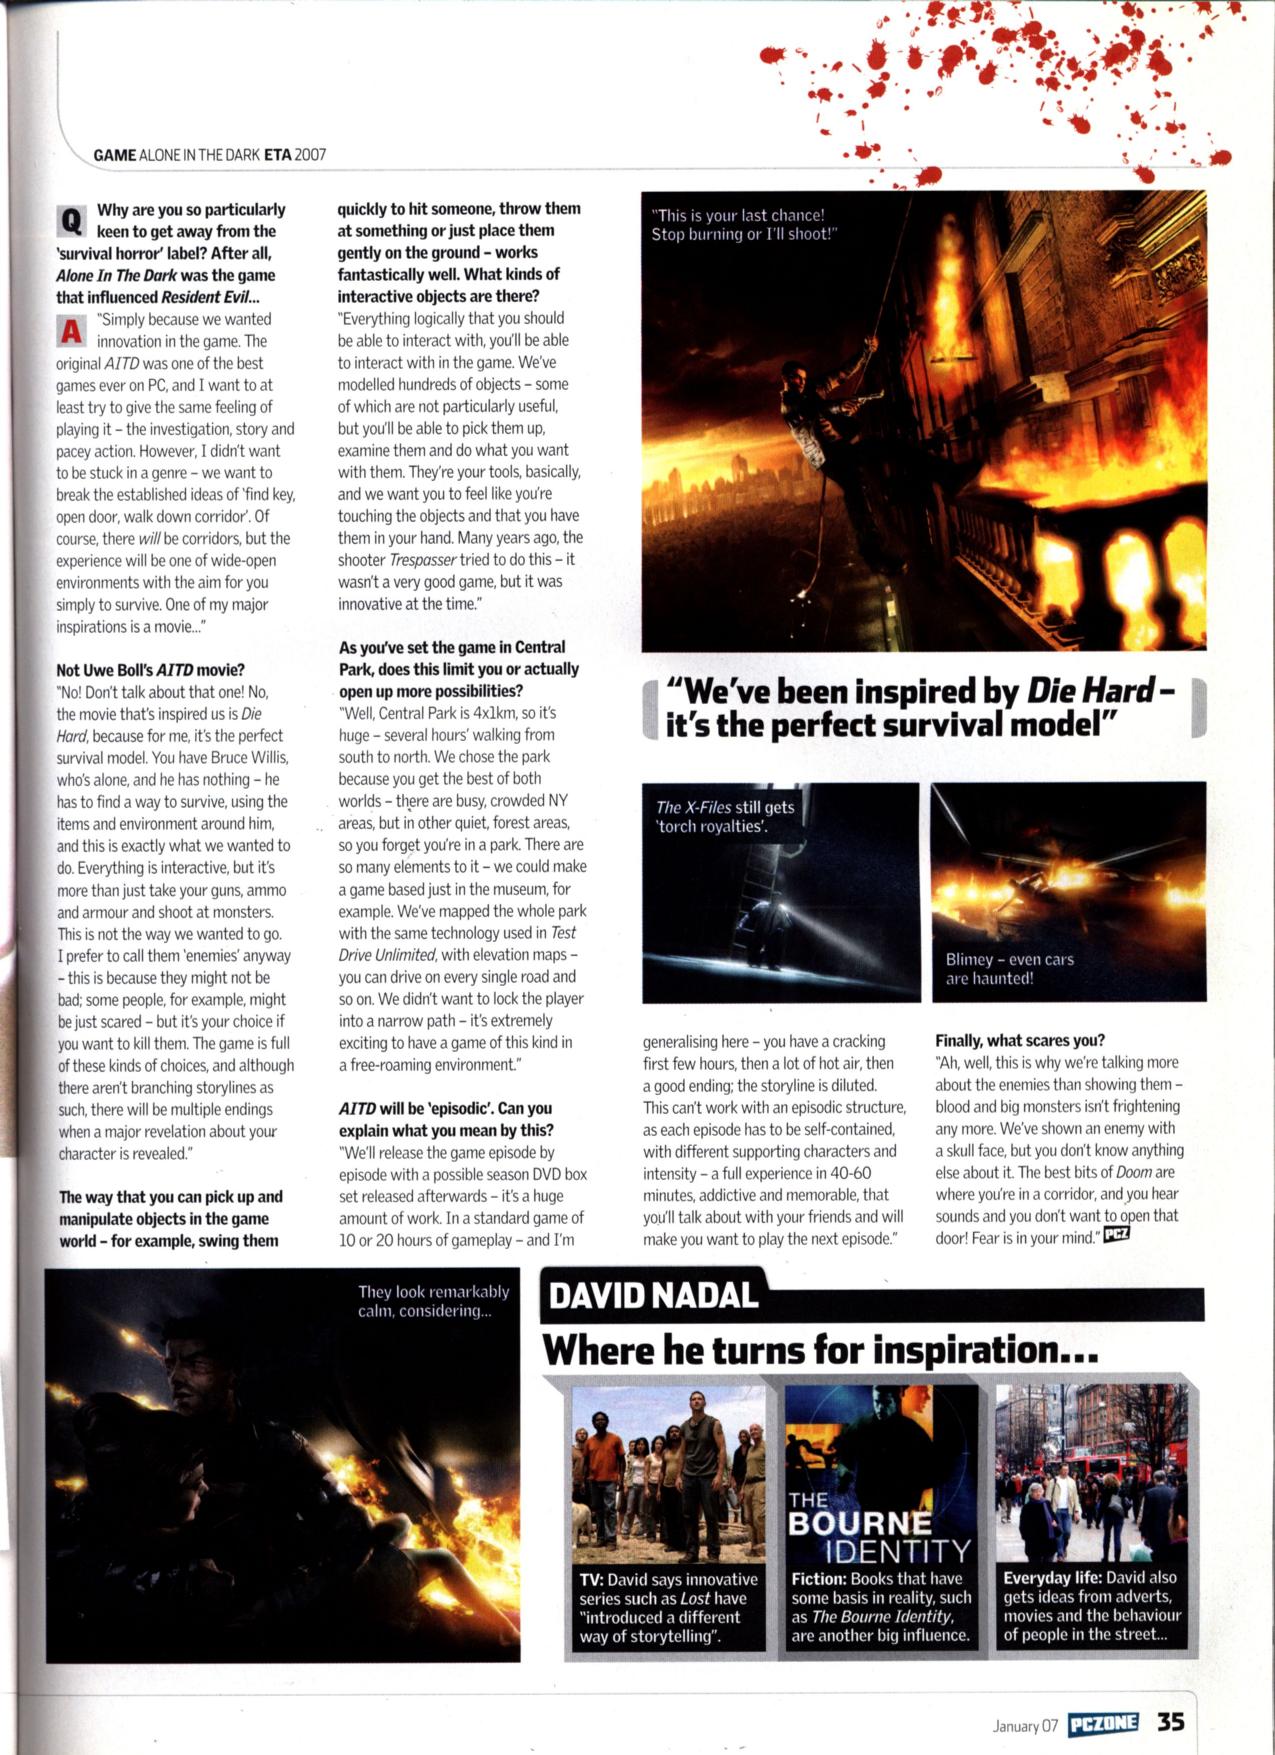 GAME ALONE IN THE DARK ETA 2007
Q Why are you so particularly
keen to get away from the
'survival horror' label? After all,
Alone In The Dark was the game
that influenced Resident Evil...
A "Simply because we wanted
innovation in the game. The
original AITD was one of the best
games ever on PC, and I want to at
least try to give the same feeling of
playing it – the investigation, story and
pacey action. However, I didn't want
to be stuck in a genre – we want to
break the established ideas of 'find key,
open door, walk down corridor'. Of
course, there will be corridors, but the
experience will be one of wide-open
environments with the aim for you
simply to survive. One of my major
inspirations is a movie..."
Not Uwe Boll's AITD movie?
"No! Don't talk about that one! No,
the movie that's inspired us is Die
Hard, because for me, it's the perfect
survival model. You have Bruce Willis,
who's alone, and he has nothing – he
has to find a way to survive, using the
items and environment around him,
and this is exactly what we wanted to
do. Everything is interactive, but it's
more than just take your guns, ammo
and armour and shoot at monsters.
This is not the way we wanted to go.
I prefer to call them 'enemies' anyway
– this is because they might not be
bad; some people, for example, might
be just scared – but it's your choice if
you want to kill them. The game is full
of these kinds of choices, and although
there aren't branching storylines as
such, there will be multiple endings
when a major revelation about your
character is revealed."
The way that you can pick up and
manipulate objects in the game
world – for example, swing them
quickly to hit someone, throw them
at something or just place them
gently on the ground – works
fantastically well. What kinds of
interactive objects are there?
"Everything logically that you should
be able to interact with, you'll be able
to interact with in the game. We've
modelled hundreds of objects – some
of which are not particularly useful,
but you'll be able to pick them up,
examine them and do what you want
with them. They're your tools, basically,
and we want you to feel like you're
touching the objects and that you have
them in your hand. Many years ago, the
shooter Trespasser tried to do this – it
wasn't a very good game, but it was
innovative at the time."
As you've set the game in Central
Park, does this limit you or actually
open up more possibilities?
"Well, Central Park is 4x1km, so it's
huge – several hours' walking from
south to north. We chose the park
because you get the best of both
worlds – there are busy, crowded NY
areas, but in other quiet, forest areas,
so you forget you're in a park. There are
so many elements to it – we could make
a game based just in the museum, for
example. We've mapped the whole park
with the same technology used in Test
Drive Unlimited, with elevation maps –
you can drive on every single road and
so on. We didn't want to lock the player
into a narrow path – it's extremely
exciting to have a game of this kind in
a free-roaming environment."
AITD will be 'episodic'. Can you
explain what you mean by this?
"We'll release the game episode by
episode with a possible season DVD box
set released afterwards – it's a huge
amount of work. In a standard game of
10 or 20 hours of gameplay – and I'm
"This is your last chance!
Stop burning or I'll shoot!"
"We've been inspired by Die Hard –
it's the perfect survival model"
The X-Files still gets
'torch royalties'.
Blimey – even cars
are haunted!
generalising here – you have a cracking
first few hours, then a lot of hot air, then
a good ending; the storyline is diluted.
This can't work with an episodic structure,
as each episode has to be self-contained,
with different supporting characters and
intensity – a full experience in 40-60
minutes, addictive and memorable, that
you'll talk about with your friends and will
make you want to play the next episode."
Finally, what scares you?
"Ah, well, this is why we're talking more
about the enemies than showing them –
blood and big monsters isn't frightening
any more. We've shown an enemy with
a skull face, but you don't know anything
else about it. The best bits of Doom are
where you're in a corridor, and you hear
sounds and you don't want to open that
door! Fear is in your mind." PCZ
They look remarkably
calm, considering...
DAVID NADAL
Where he turns for inspiration...
TV: David says innovative
series such as Lost have
"introduced a different
way of storytelling".
THE
BOURNE
IDENTITY
Fiction: Books that have
some basis in reality, such
as The Bourne Identity,
are another big influence.
Everyday life: David also
gets ideas from adverts,
movies and the behaviour
of people in the street...
January 07 PCZONE 35